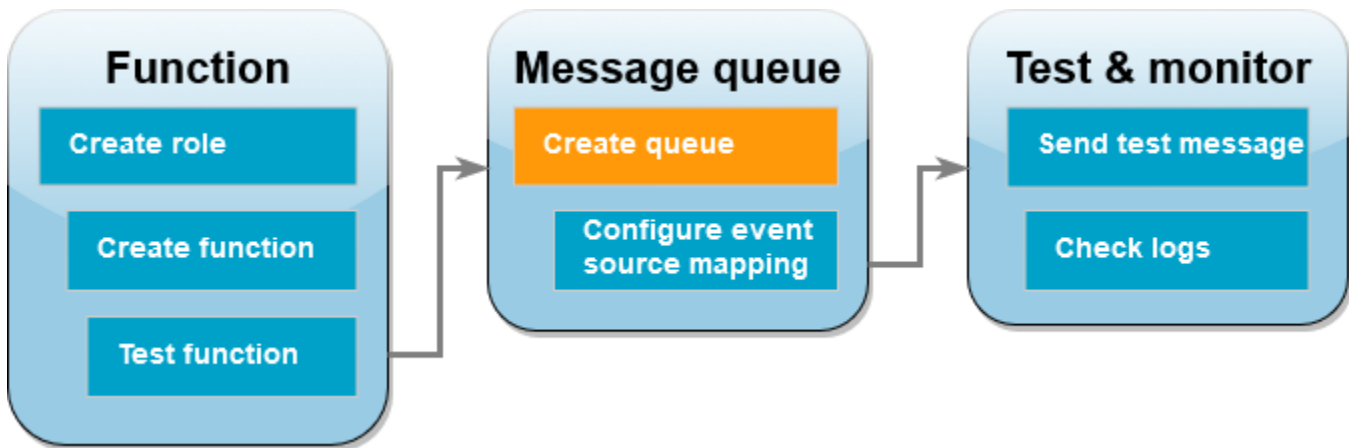 Function
Create role
Create function
Test function
Message queue
Create queue
Configure event
source mapping
Test & monitor
Send test message
Check logs